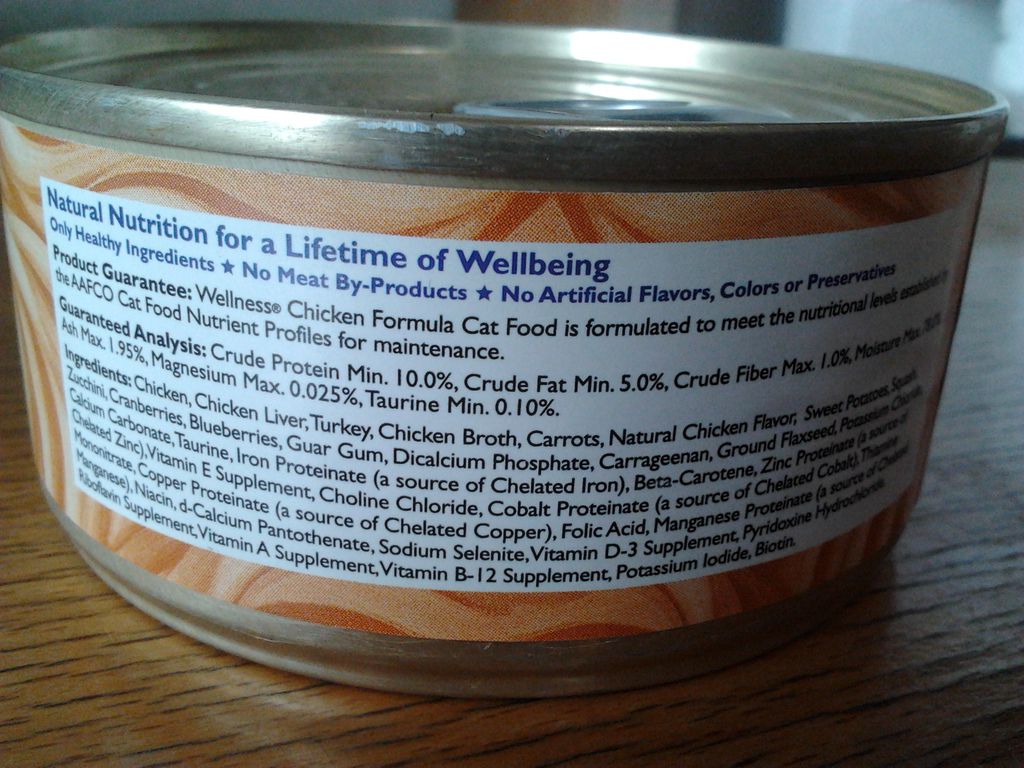 Natural Nutrition for a Lifetime of Wellbeing
Only Healthy Ingredients ★ No Meat By-Products ★ No Artificial Flavors, Colors or Preservatives
Product Guarantee: Wellness® Chicken Formula Cat Food is formulated to meet the nutritional levels established by
the AAFCO Cat Food Nutrient Profiles for maintenance.
Guaranteed Analysis: Crude Protein Min. 10.0%, Crude Fat Min. 5.0%, Crude Fiber Max. 1.0%, Moisture Max.
Ash Max. 1.95%, Magnesium Max. 0.025%, Taurine Min. 0.10%.
Ingredients: Chicken, Chicken Liver, Turkey, Chicken Broth, Carrots, Natural Chicken Flavor, Sweet Potatoes, Squash,
Zucchini, Cranberries, Blueberries, Guar Gum, Dicalcium Phosphate, Carrageenan, Ground Flaxseed, Potassium Chloride,
Calcium Carbonate, Taurine, Iron Proteinate (a source of Chelated Iron), Beta-Carotene, Zinc Proteinate (a source of
Chelated Zinc), Vitamin E Supplement, Choline Chloride, Cobalt Proteinate (a source of Chelated Cobalt), Thiamine
Mononitrate, Copper Proteinate (a source of Chelated Copper), Folic Acid, Manganese Proteinate (a source of Chelated
Manganese), Niacin, d-Calcium Pantothenate, Sodium Selenite, Vitamin D-3 Supplement, Pyridoxine Hydrochloride,
Riboflavin Supplement, Vitamin A Supplement, Vitamin B-12 Supplement, Potassium Iodide, Biotin.